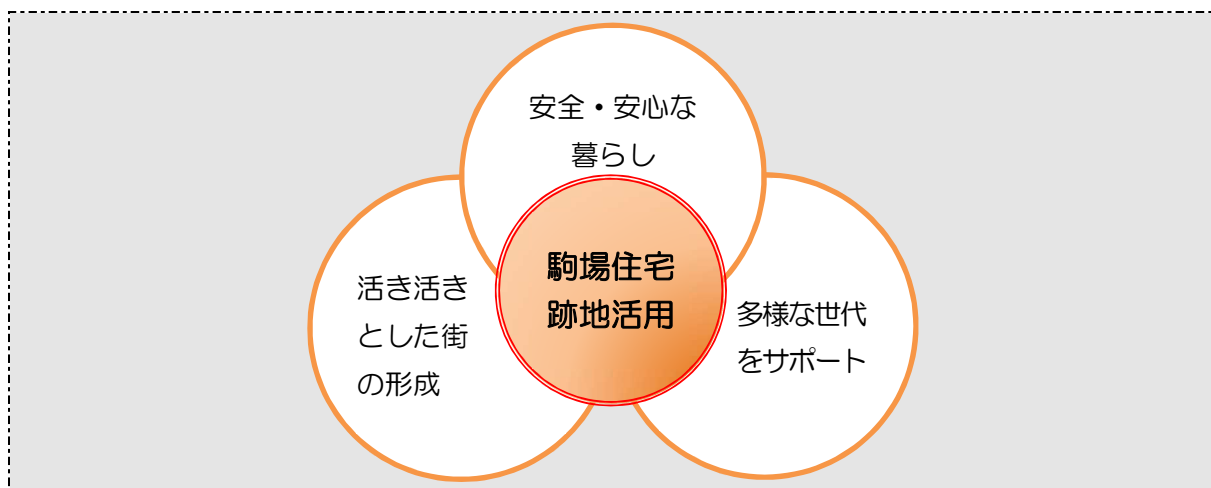 安全・安心な
暮らし
駒場住宅
跡地活用
活き活き
とした街
の形成
多様な世代
をサポート